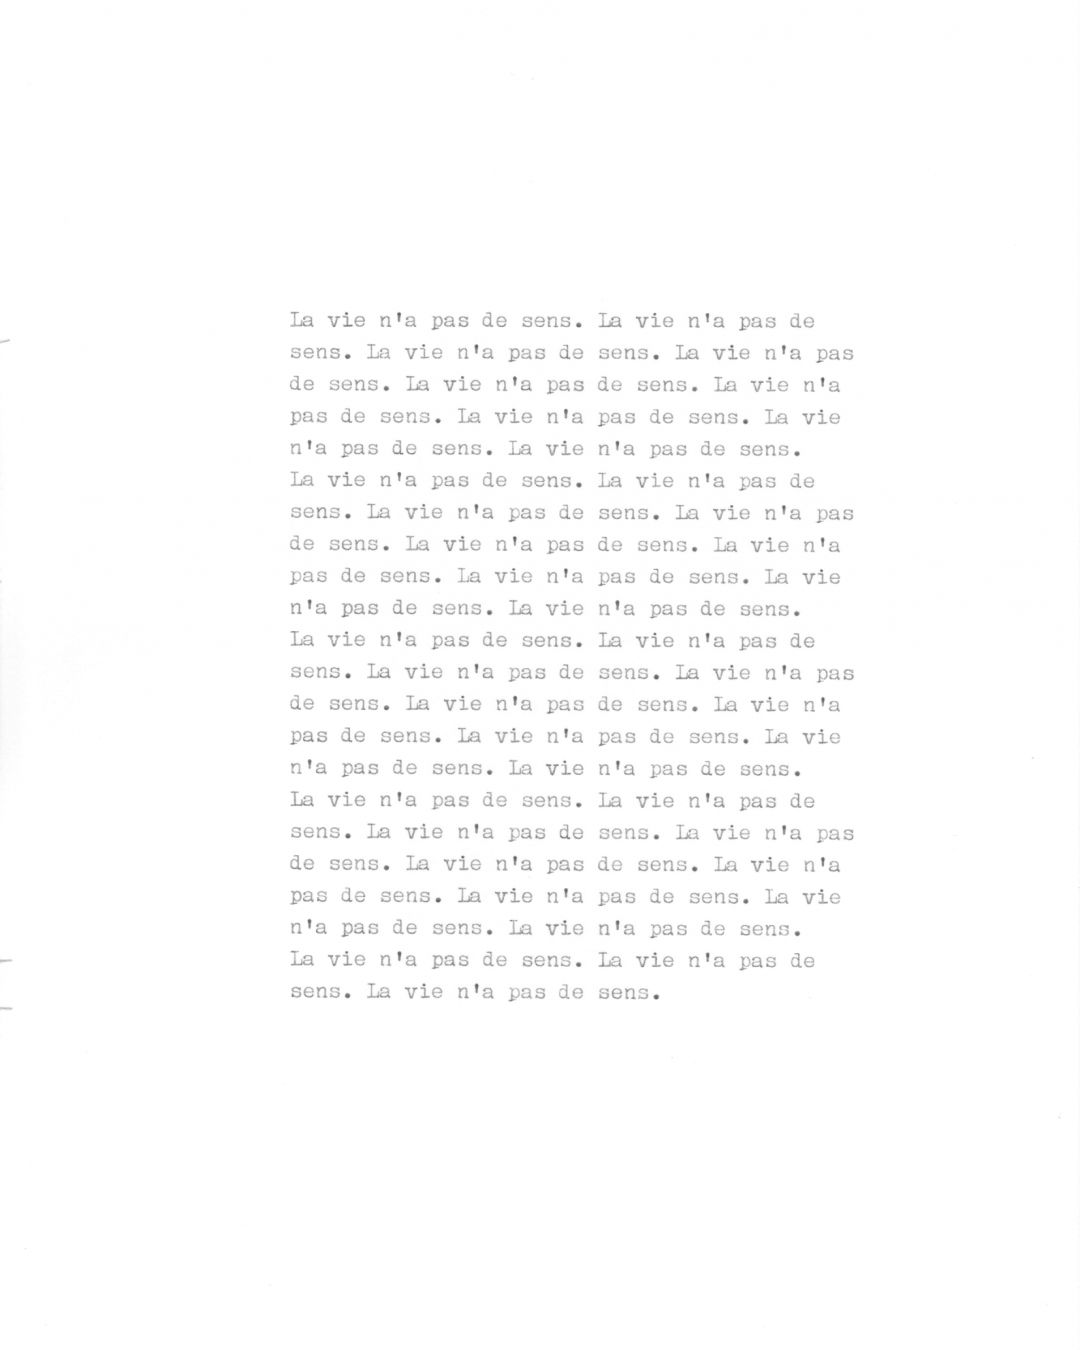 La vie n'a pas de sens. La vie n'a pas de
sens. La vie n'a pas de sens. La vie n'a pas
de sens. La vie n'a pas de sens. La vie n'a
pas de sens. La vie n'a pas de sens. La vie
n'a pas de sens. La vie n'a pas de sens.
La vie n'a pas de sens. La vie n'a pas de
sens. La vie n'a pas de sens. La vie n'a pas
de sens. La vie n'a pas de sens. La vie n'a
pas de sens. La vie n'a pas de sens. La vie
n'a pas de sens. La vie n'a pas de sens.
La vie n'a pas de sens. La vie n'a pas de
sens. La vie n'a pas de sens. La vie n'a pas
de sens. La vie n'a pas de sens. La vie n'a
pas de sens. La vie n'a pas de sens. La vie
n'a pas de sens. La vie n'a pas de sens.
La vie n'a pas de sens. La vie n'a pas de
sens. La vie n'a pas de sens. La vie n'a pas
de sens. La vie n'a pas de sens. La vie n'a
pas de sens. La vie n'a pas de sens. La vie
n'a pas de sens. La vie n'a pas de sens.
La vie n'a pas de sens. La vie n'a pas de
sens. La vie n'a pas de sens.